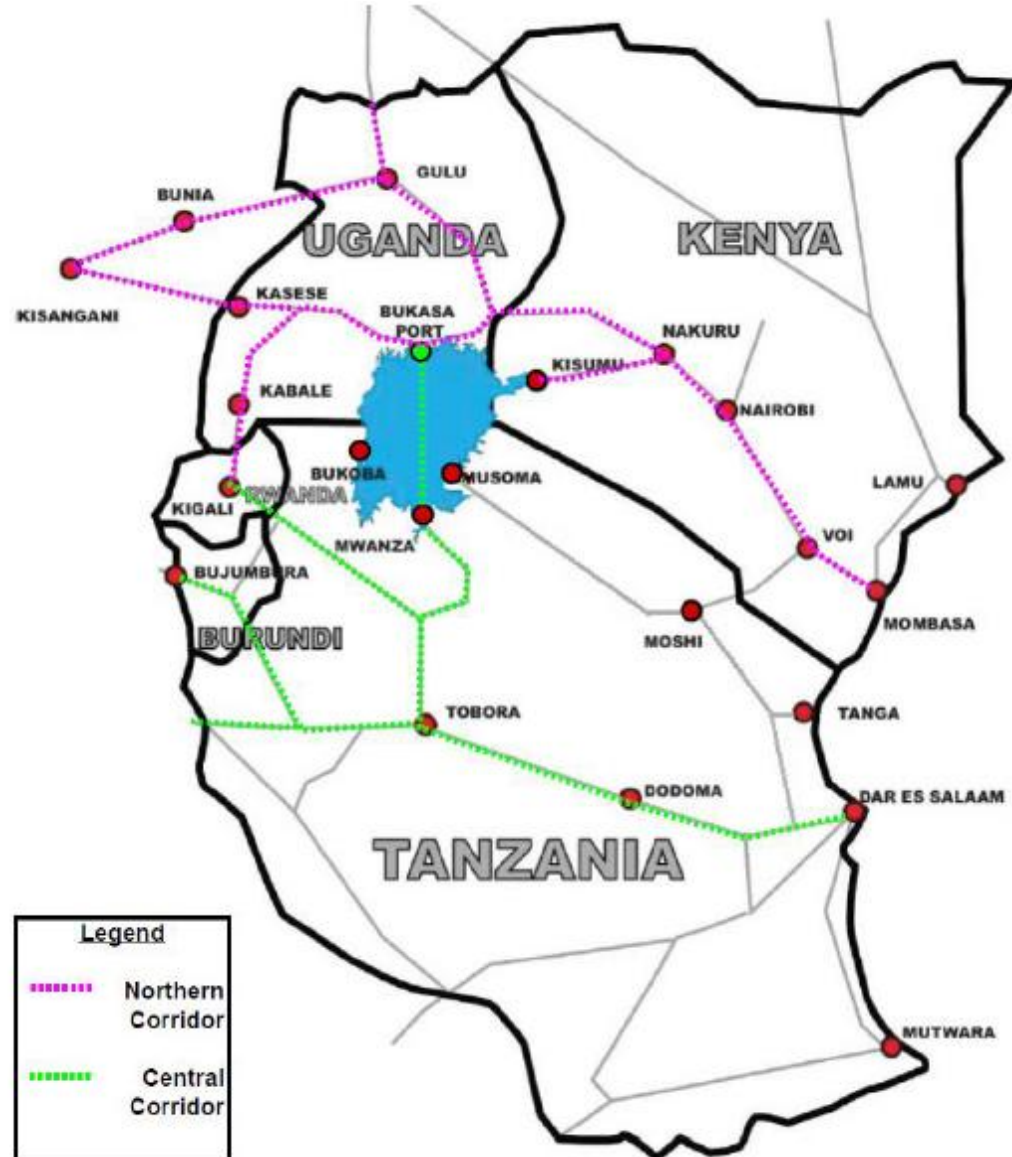 GULU
BUNIA
UGANDA
KENYA
KISANGANI
KASESE
BUKASA
PORT
NAKURU
KISUMU
KABALE
NAIROBI
BUKOBA
MUSOMA
LAMU
RWANDA
KIGALI
MWANZA
VOI
BUJUMBURA
MOMBASA
BURUNDI
MOSHI
TOBORA
TANGA
DODOMA
DAR ES SALAAM
TANZANIA
Legend
Northern
Corridor
Central
Corridor
MUTWARA